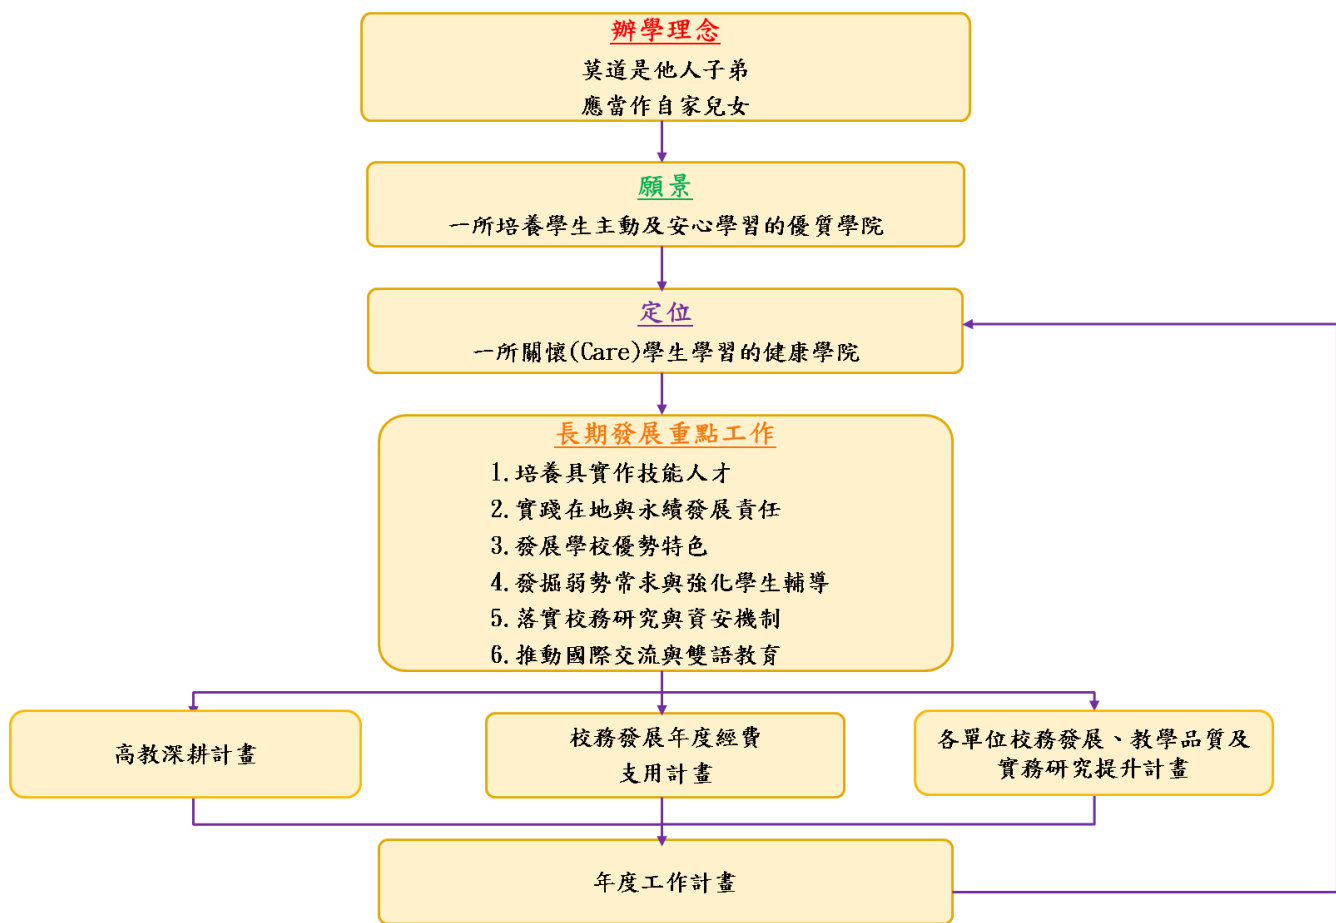 辦學理念
莫道是他人子弟
應當作自家兒女
願景
一所培養學生主動及安心學習的優質學院
定位
一所關懷(Care)學生學習的健康學院
長期發展重點工作
1.培養具實作技能人才
2.實踐在地與永續發展責任
3.發展學校優勢特色
4.發掘弱勢常求與強化學生輔導
5.落實校務研究與資安機制
6.推動國際交流與雙語教育
高教深耕計畫
校務發展年度經費
支用計畫
各單位校務發展、教學品質及
實務研究提升計畫
年度工作計畫